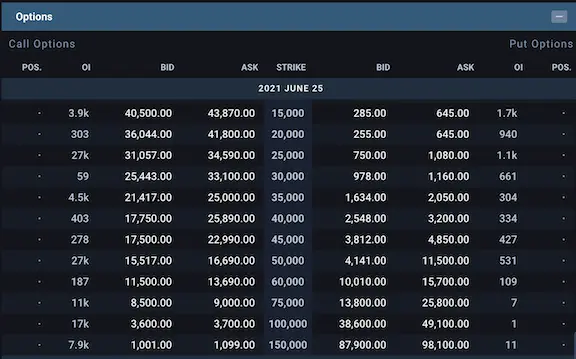 Options
Call Options Put Options
POS. OI BID ASK STRIKE BID ASK OI POS.
2021 JUNE 25
- 3.9k 40,500.00 43,870.00 15,000 285.00 645.00 1.7k -
- 303 36,044.00 41,800.00 20,000 255.00 645.00 940 -
- 27k 31,057.00 34,590.00 25,000 750.00 1,080.00 1.1k -
- 59 25,443.00 33,100.00 30,000 978.00 1,160.00 661 -
- 4.5k 21,417.00 25,000.00 35,000 1,634.00 2,050.00 304 -
- 403 17,750.00 25,890.00 40,000 2,548.00 3,200.00 334 -
- 278 17,500.00 22,990.00 45,000 3,812.00 4,850.00 427 -
- 27k 15,517.00 16,690.00 50,000 4,141.00 11,500.00 531 -
- 187 11,500.00 13,690.00 60,000 10,010.00 15,700.00 109 -
- 11k 8,500.00 9,000.00 75,000 13,800.00 25,800.00 7 -
- 17k 3,600.00 3,700.00 100,000 38,600.00 49,100.00 1 -
- 7.9k 1,001.00 1,099.00 150,000 87,900.00 98,100.00 11 -